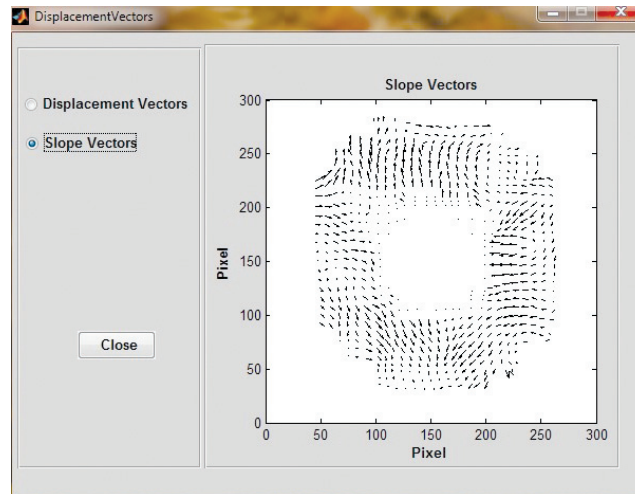 DisplacementVectors
Displacement Vectors
Slope Vectors
Close
Slope Vectors
300
250
200
150
100
50
0
Pixel
0 50 100 150 200 250 300
Pixel